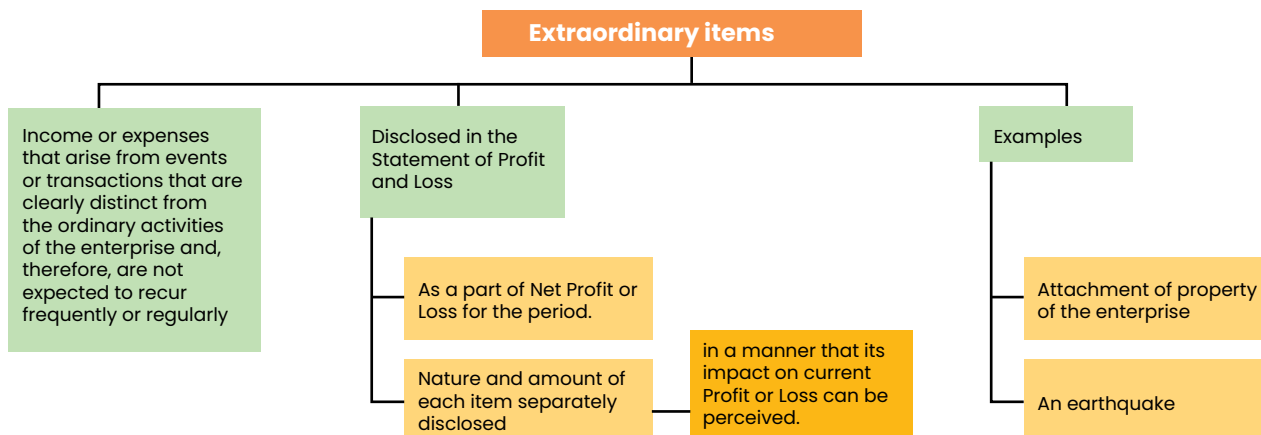 Extraordinary items
Income or expenses
that arise from events
or transactions that are
clearly distinct from
the ordinary activities
of the enterprise and,
therefore, are not
expected to recur
frequently or regularly
Disclosed in the
Statement of Profit
and Loss
As a part of Net Profit or
Loss for the period.
Nature and amount of
each item separately
disclosed
in a manner that its
impact on current
Profit or Loss can be
perceived.
Examples
Attachment of property
of the enterprise
An earthquake